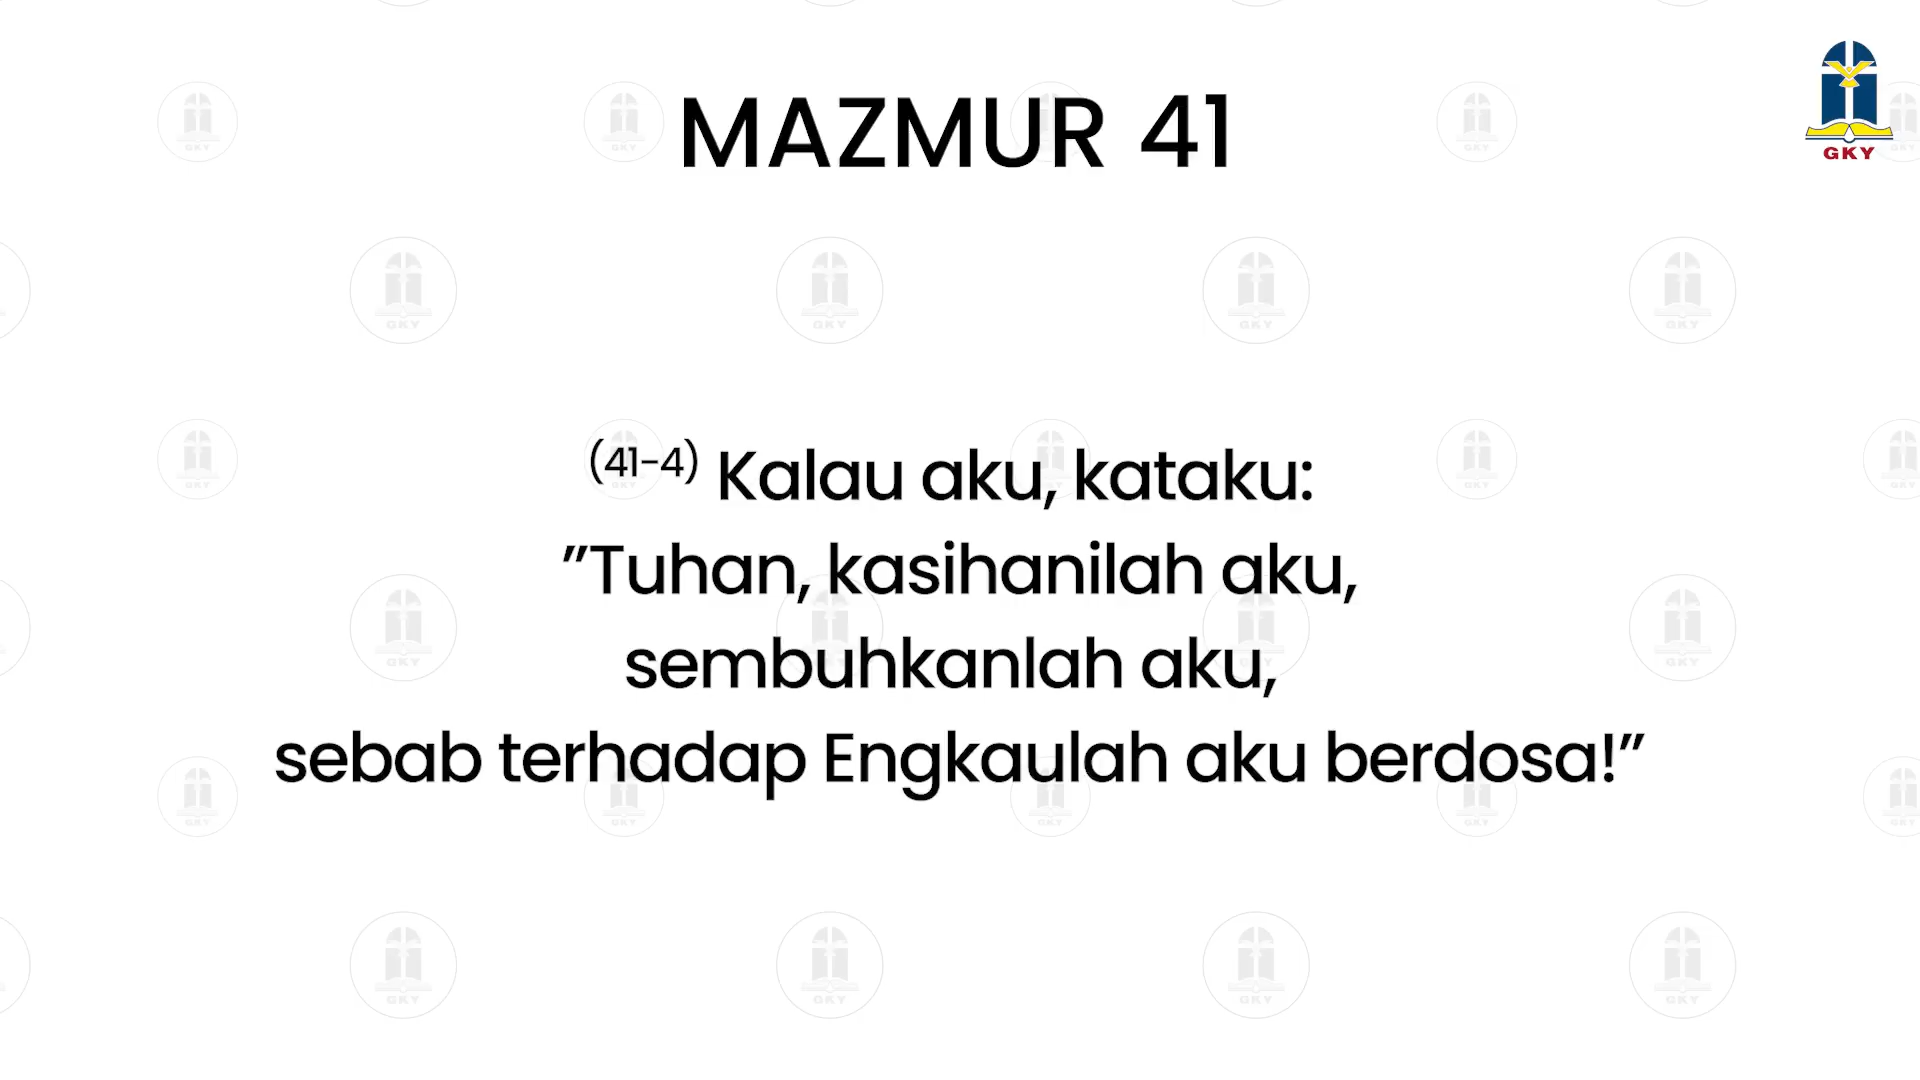 MAZMUR 41
GKY
(41-4) Kalau aku, kataku:
”Tuhan, kasihanilah aku,
sembuhkanlah aku,
sebab terhadap Engkaulah aku berdosa!”